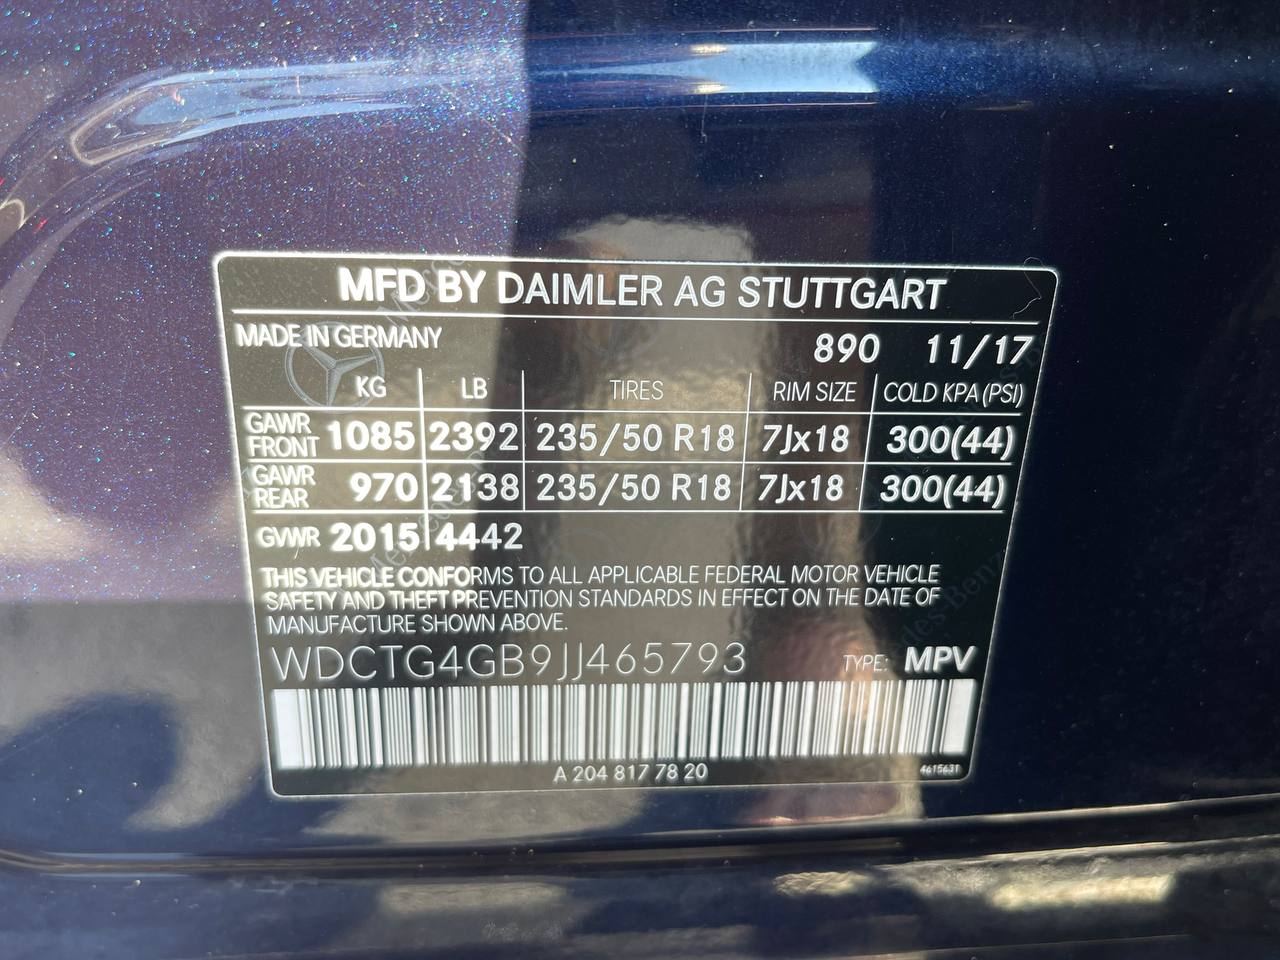 MFD BY DAIMLER AG STUTTGART
MADE IN GERMANY 890 11/17
KG LB TIRES RIM SIZE COLD KPA (PSI)
GAWR FRONT 1085 2392 235/50 R18 7Jx18 300(44)
GAWR REAR 970 2138 235/50 R18 7Jx18 300(44)
GWR 2015 4442
THIS VEHICLE CONFORMS TO ALL APPLICABLE FEDERAL MOTOR VEHICLE
SAFETY AND THEFT PREVENTION STANDARDS IN EFFECT ON THE DATE OF
MANUFACTURE SHOWN ABOVE.
WDCTG4GB9JJ465793 TYPE: MPV
A 204 817 78 20 4615631